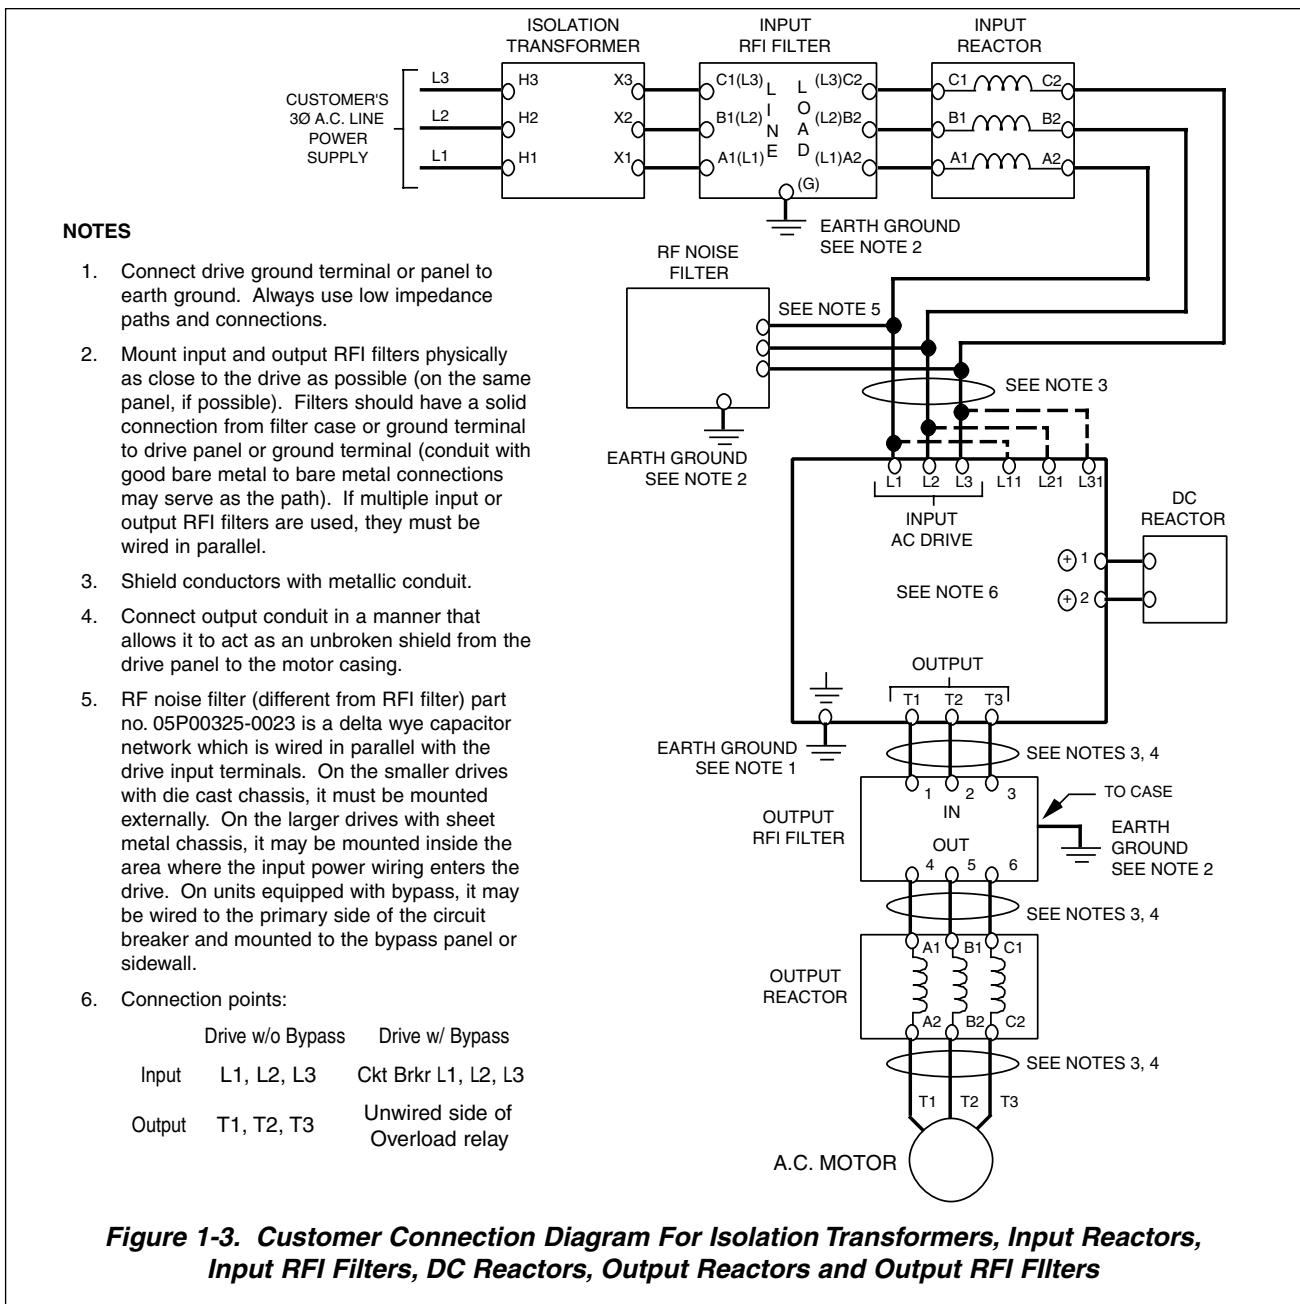 ISOLATION
TRANSFORMER
INPUT
RFI FILTER
INPUT
REACTOR
CUSTOMER'S
3Ø A.C. LINE
POWER
SUPPLY
L3
L2
L1
H3
H2
H1
X3
X2
X1
C1(L3)
B1(L2)
A1(L1)
LINE
LOAD
(L3)C2
(L2)B2
(L1)A2
(G)
C1
C2
B1
B2
A1
A2
EARTH GROUND
SEE NOTE 2
RF NOISE
FILTER
SEE NOTE 5
SEE NOTE 3
EARTH GROUND
SEE NOTE 2
L1 L2 L3 L11 L21 L31
INPUT
AC DRIVE
SEE NOTE 6
DC
REACTOR
+ 1
+ 2
OUTPUT
T1 T2 T3
EARTH GROUND
SEE NOTE 1
SEE NOTES 3, 4
OUTPUT
RFI FILTER
1 2 3
IN
OUT
4 5 6
TO CASE
EARTH
GROUND
SEE NOTE 2
SEE NOTES 3, 4
OUTPUT
REACTOR
A1 B1 C1
A2 B2 C2
SEE NOTES 3, 4
T1 T2 T3
A.C. MOTOR
NOTES
1. Connect drive ground terminal or panel to
earth ground. Always use low impedance
paths and connections.
2. Mount input and output RFI filters physically
as close to the drive as possible (on the same
panel, if possible). Filters should have a solid
connection from filter case or ground terminal
to drive panel or ground terminal (conduit with
good bare metal to bare metal connections
may serve as the path). If multiple input or
output RFI filters are used, they must be
wired in parallel.
3. Shield conductors with metallic conduit.
4. Connect output conduit in a manner that
allows it to act as an unbroken shield from the
drive panel to the motor casing.
5. RF noise filter (different from RFI filter) part
no. 05P00325-0023 is a delta wye capacitor
network which is wired in parallel with the
drive input terminals. On the smaller drives
with die cast chassis, it must be mounted
externally. On the larger drives with sheet
metal chassis, it may be mounted inside the
area where the input power wiring enters the
drive. On units equipped with bypass, it may
be wired to the primary side of the circuit
breaker and mounted to the bypass panel or
sidewall.
6. Connection points:
Drive w/o Bypass Drive w/ Bypass
Input L1, L2, L3 Ckt Brkr L1, L2, L3
Output T1, T2, T3 Unwired side of
Overload relay
Figure 1-3. Customer Connection Diagram For Isolation Transformers, Input Reactors,
Input RFI Filters, DC Reactors, Output Reactors and Output RFI FIlters